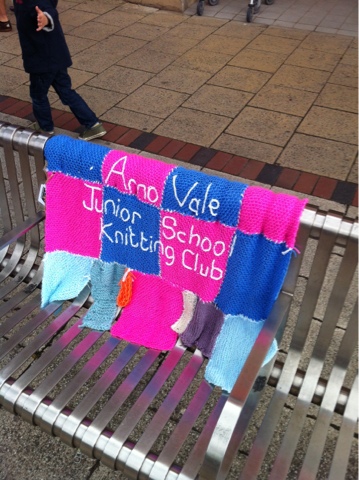 Arno Vale
Junior School
Knitting Club